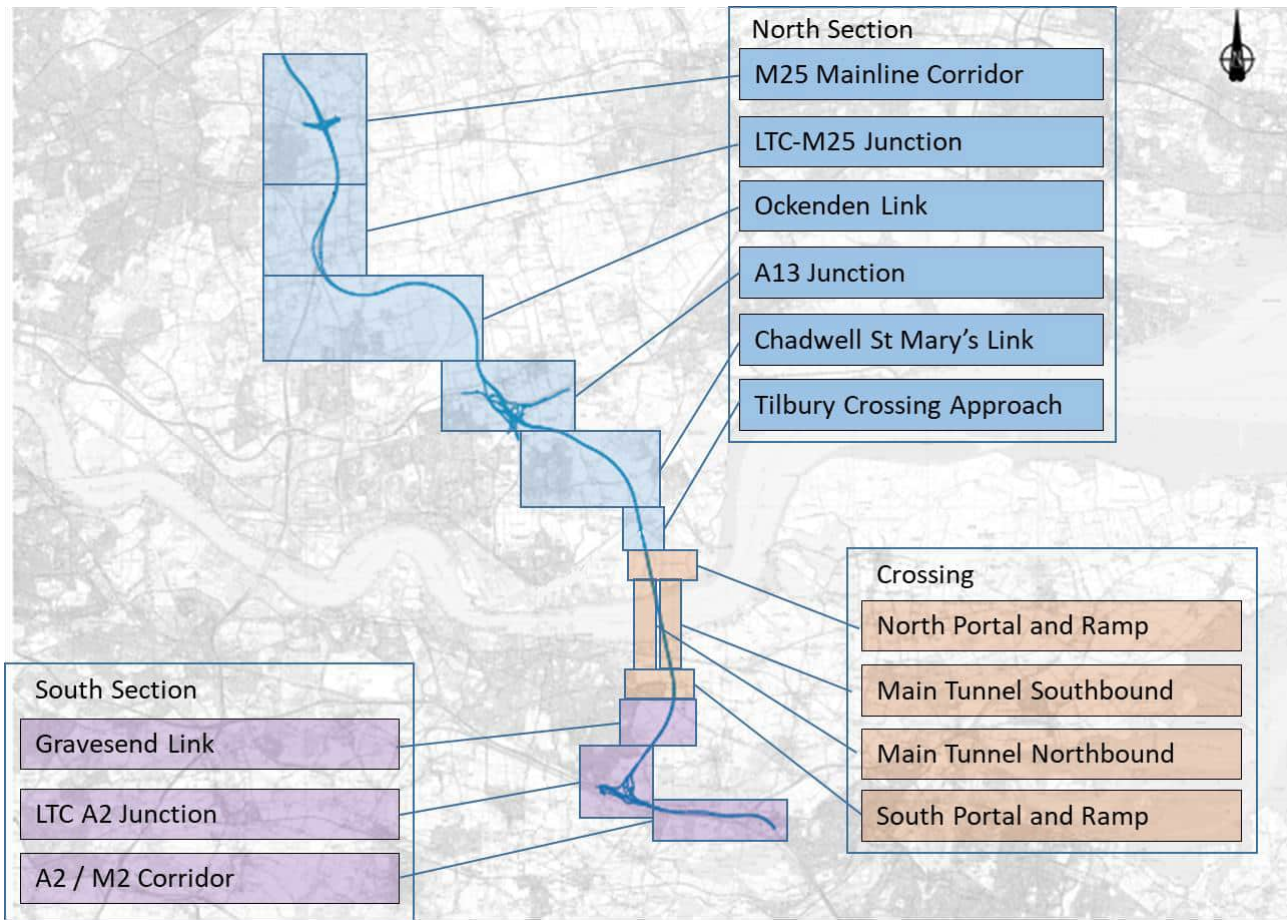 North Section
M25 Mainline Corridor
LTC-M25 Junction
Ockenden Link
A13 Junction
Chadwell St Mary's Link
Tilbury Crossing Approach
Crossing
North Portal and Ramp
Main Tunnel Southbound
Main Tunnel Northbound
South Portal and Ramp
South Section
Gravesend Link
LTC A2 Junction
A2 / M2 Corridor